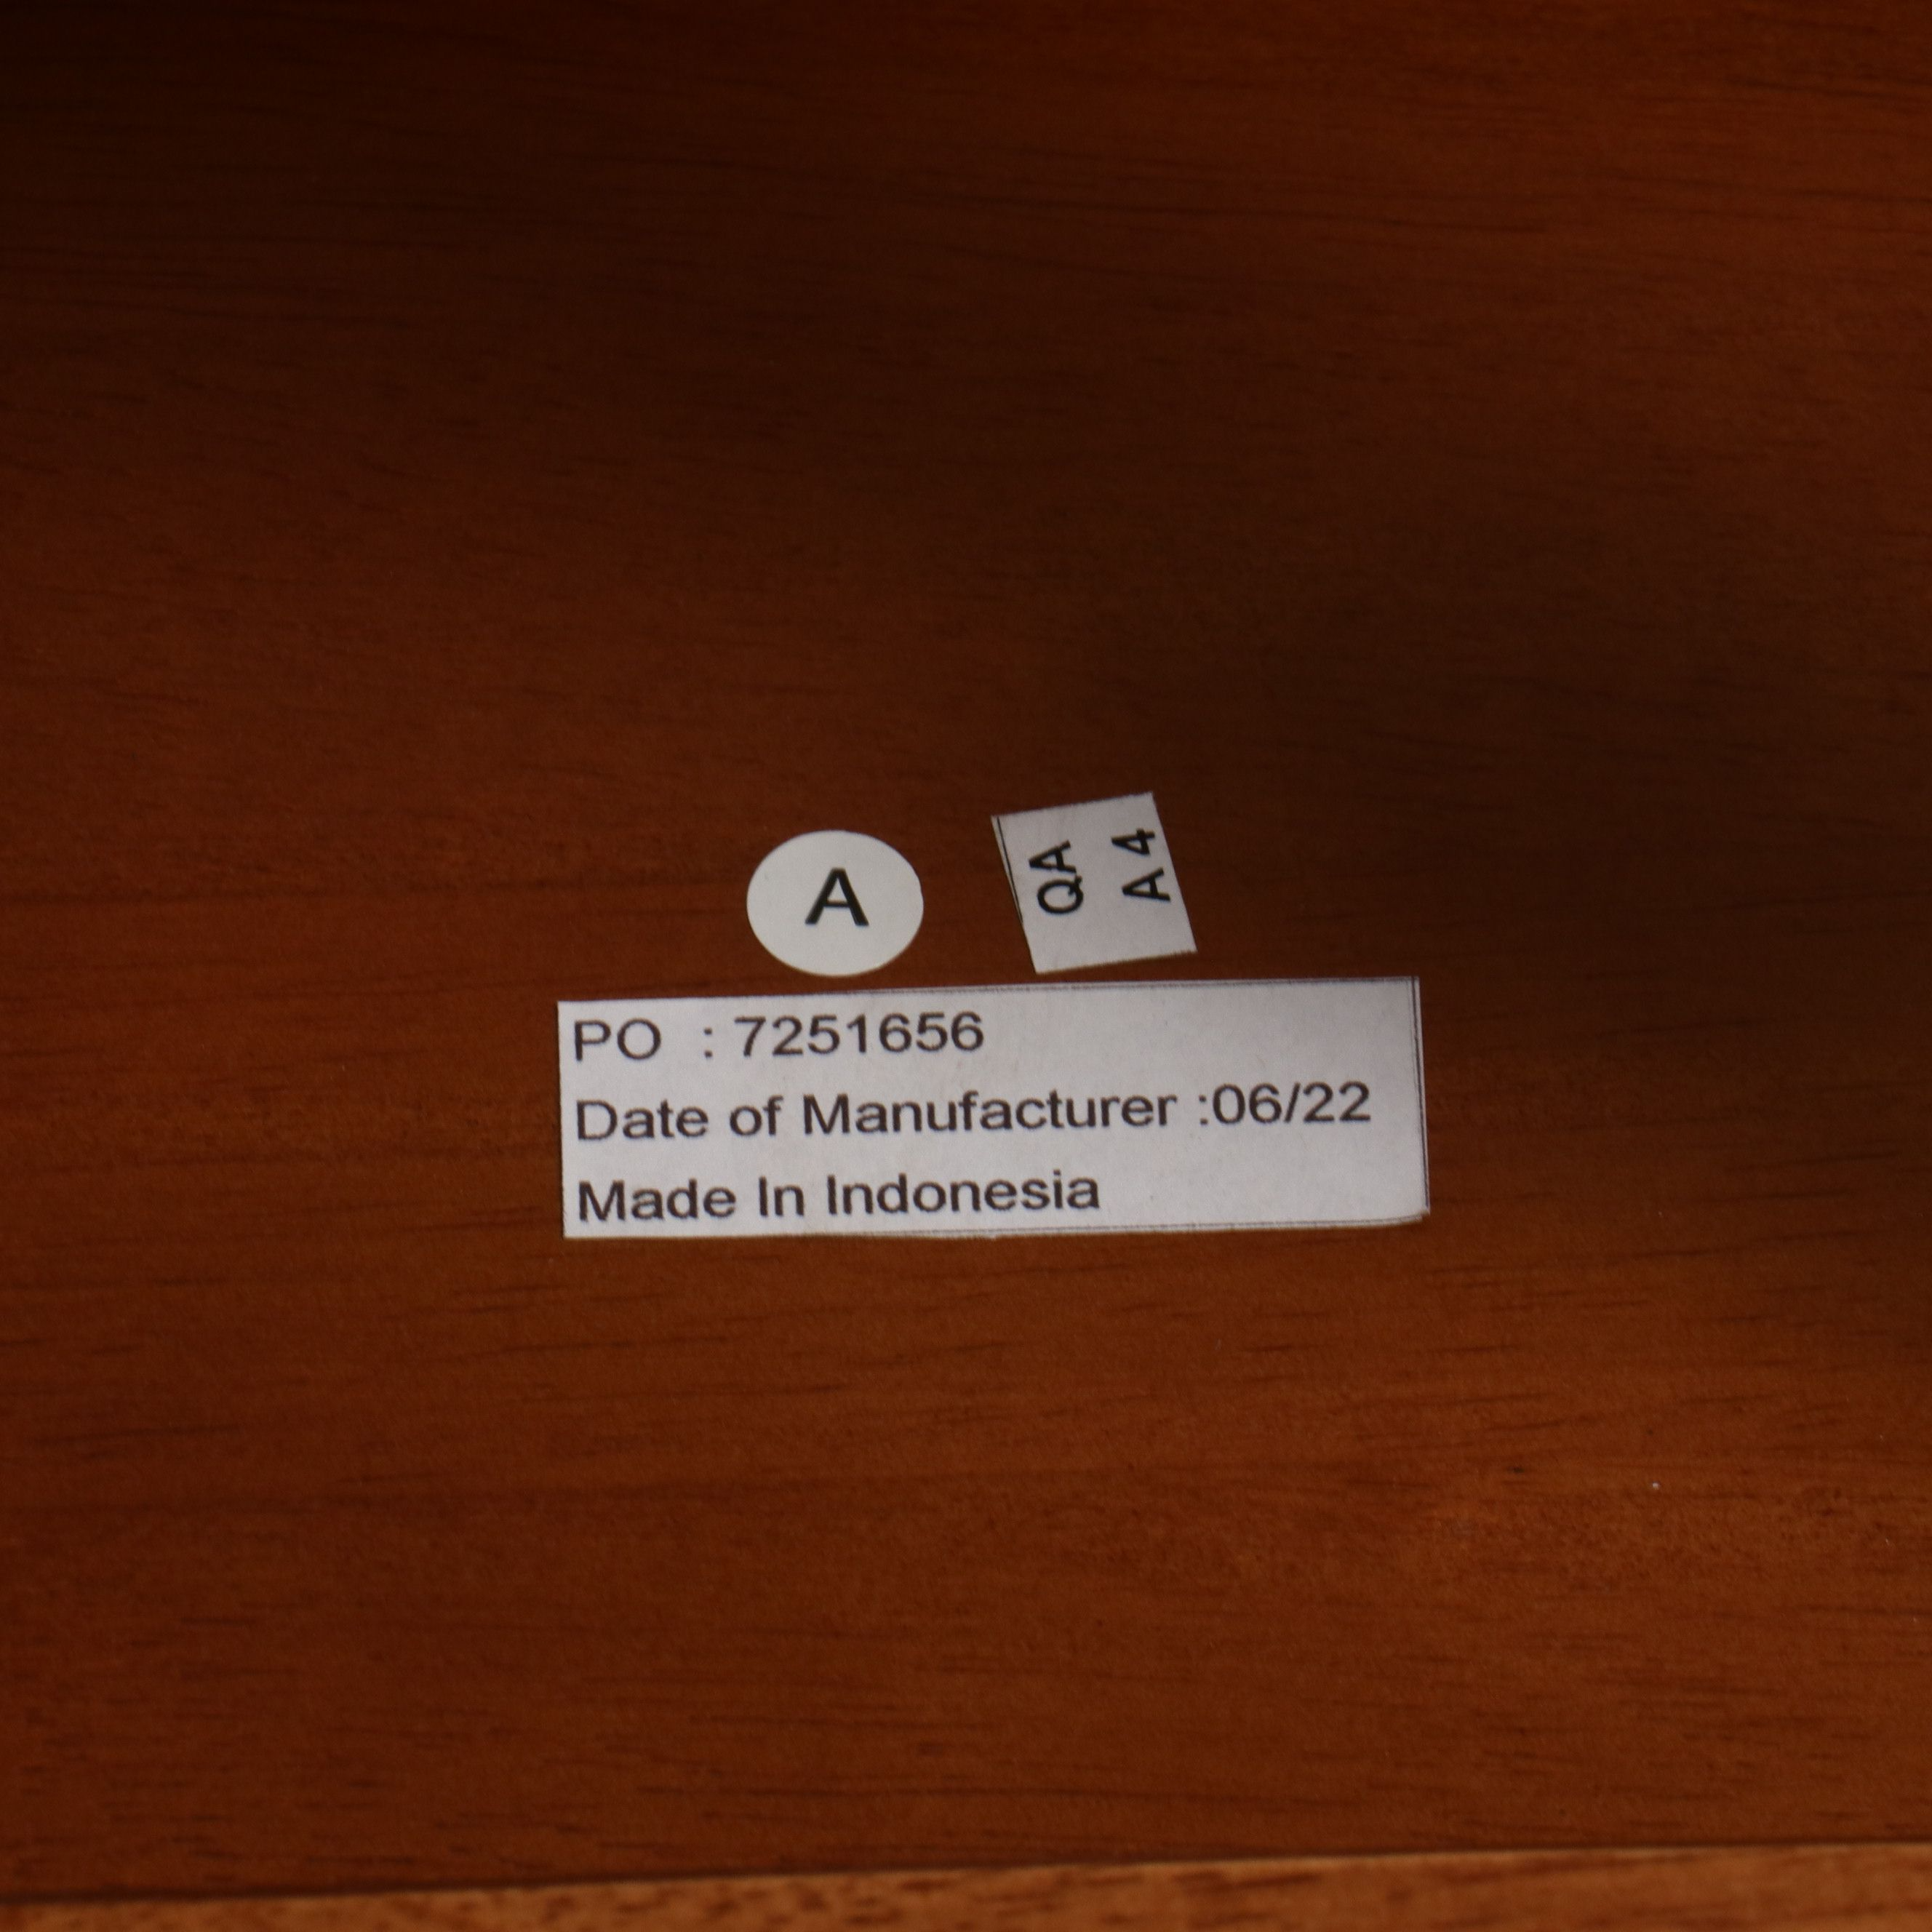 A
QA
A 4
PO : 7251656
Date of Manufacturer :06/22
Made In Indonesia